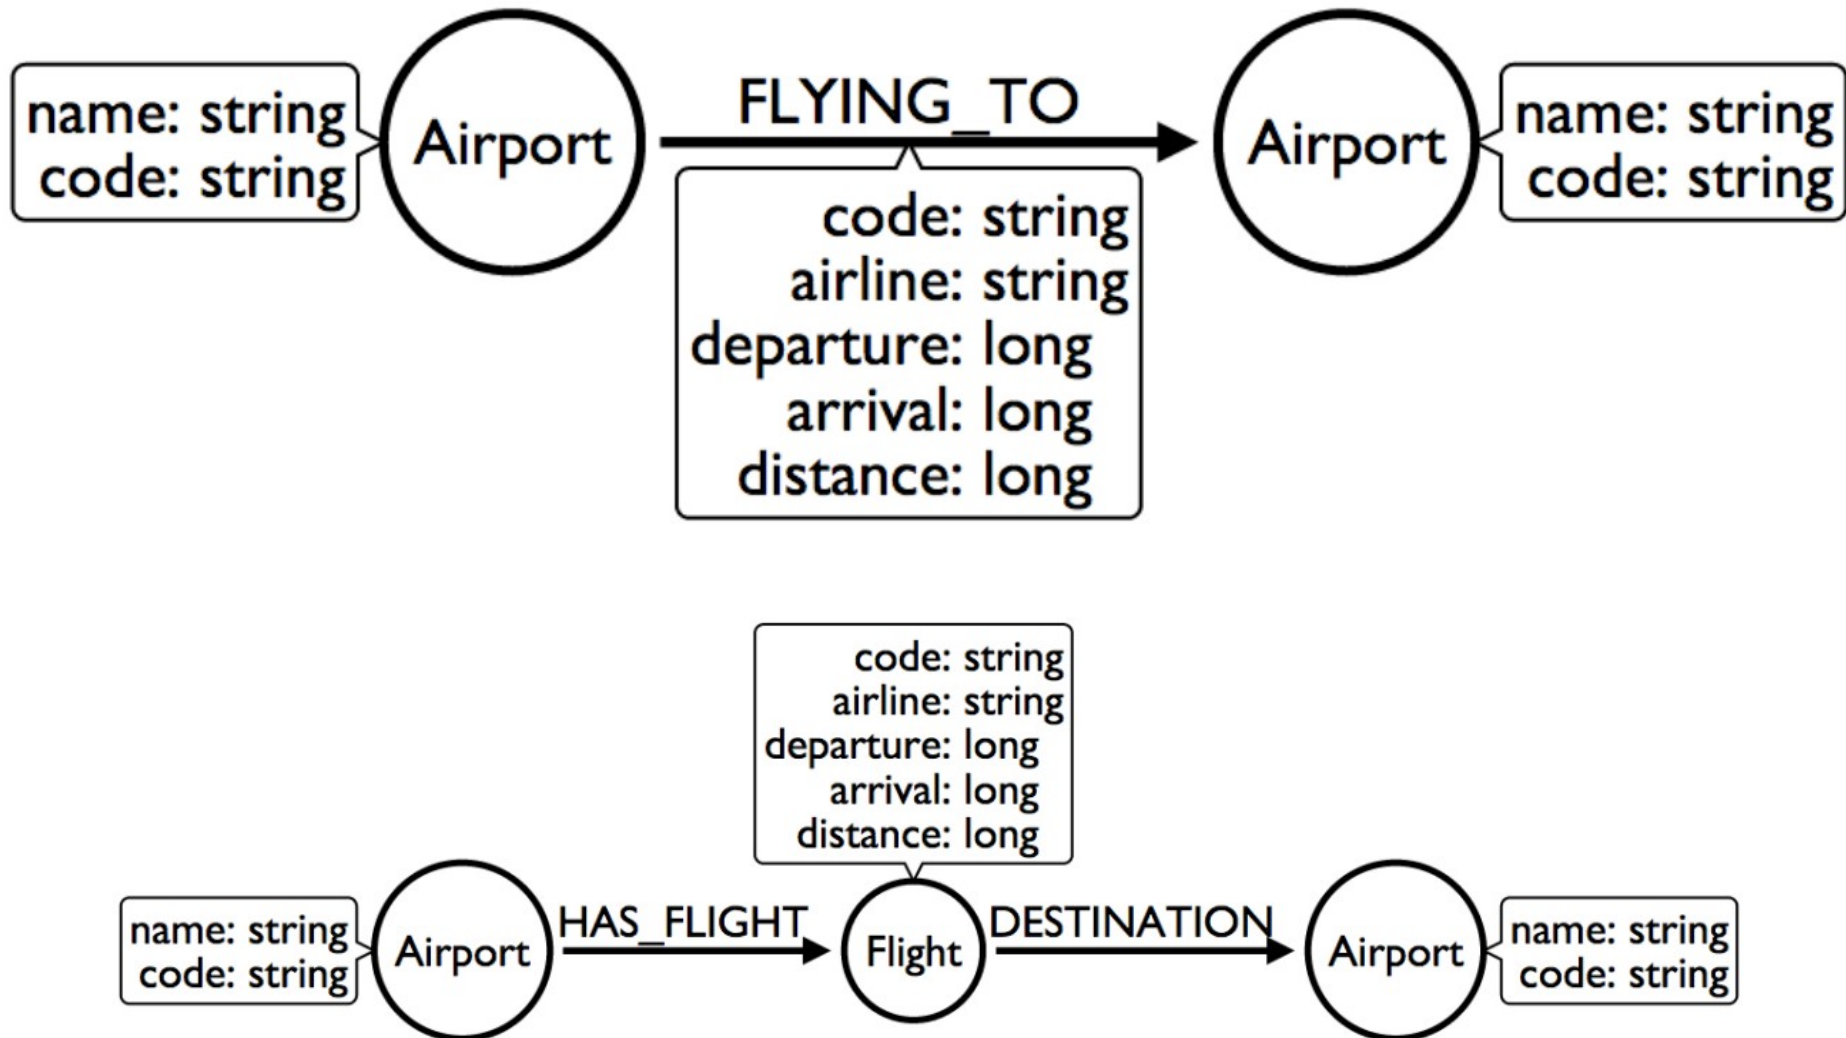 name: string
code: string
Airport
FLYING_TO
code: string
airline: string
departure: long
arrival: long
distance: long
Airport
name: string
code: string
code: string
airline: string
departure: long
arrival: long
distance: long
name: string
code: string
Airport
HAS_FLIGHT
Flight
DESTINATION
Airport
name: string
code: string